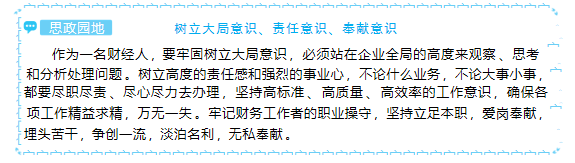 思政园地
树立大局意识、责任意识、奉献意识
作为一名财经人，要牢固树立大局意识，必须站在企业全局的高度来观察、思考
和分析处理问题。树立高度的责任感和强烈的事业心，不论什么业务，不论大事小事，
都要尽职尽责、尽心尽力去办理，坚持高标准、高质量、高效率的工作意识，确保各
项工作精益求精，万无一失。牢记财务工作者的职业操守，坚持立足本职，爱岗奉献，
埋头苦干，争创一流，淡泊名利，无私奉献。